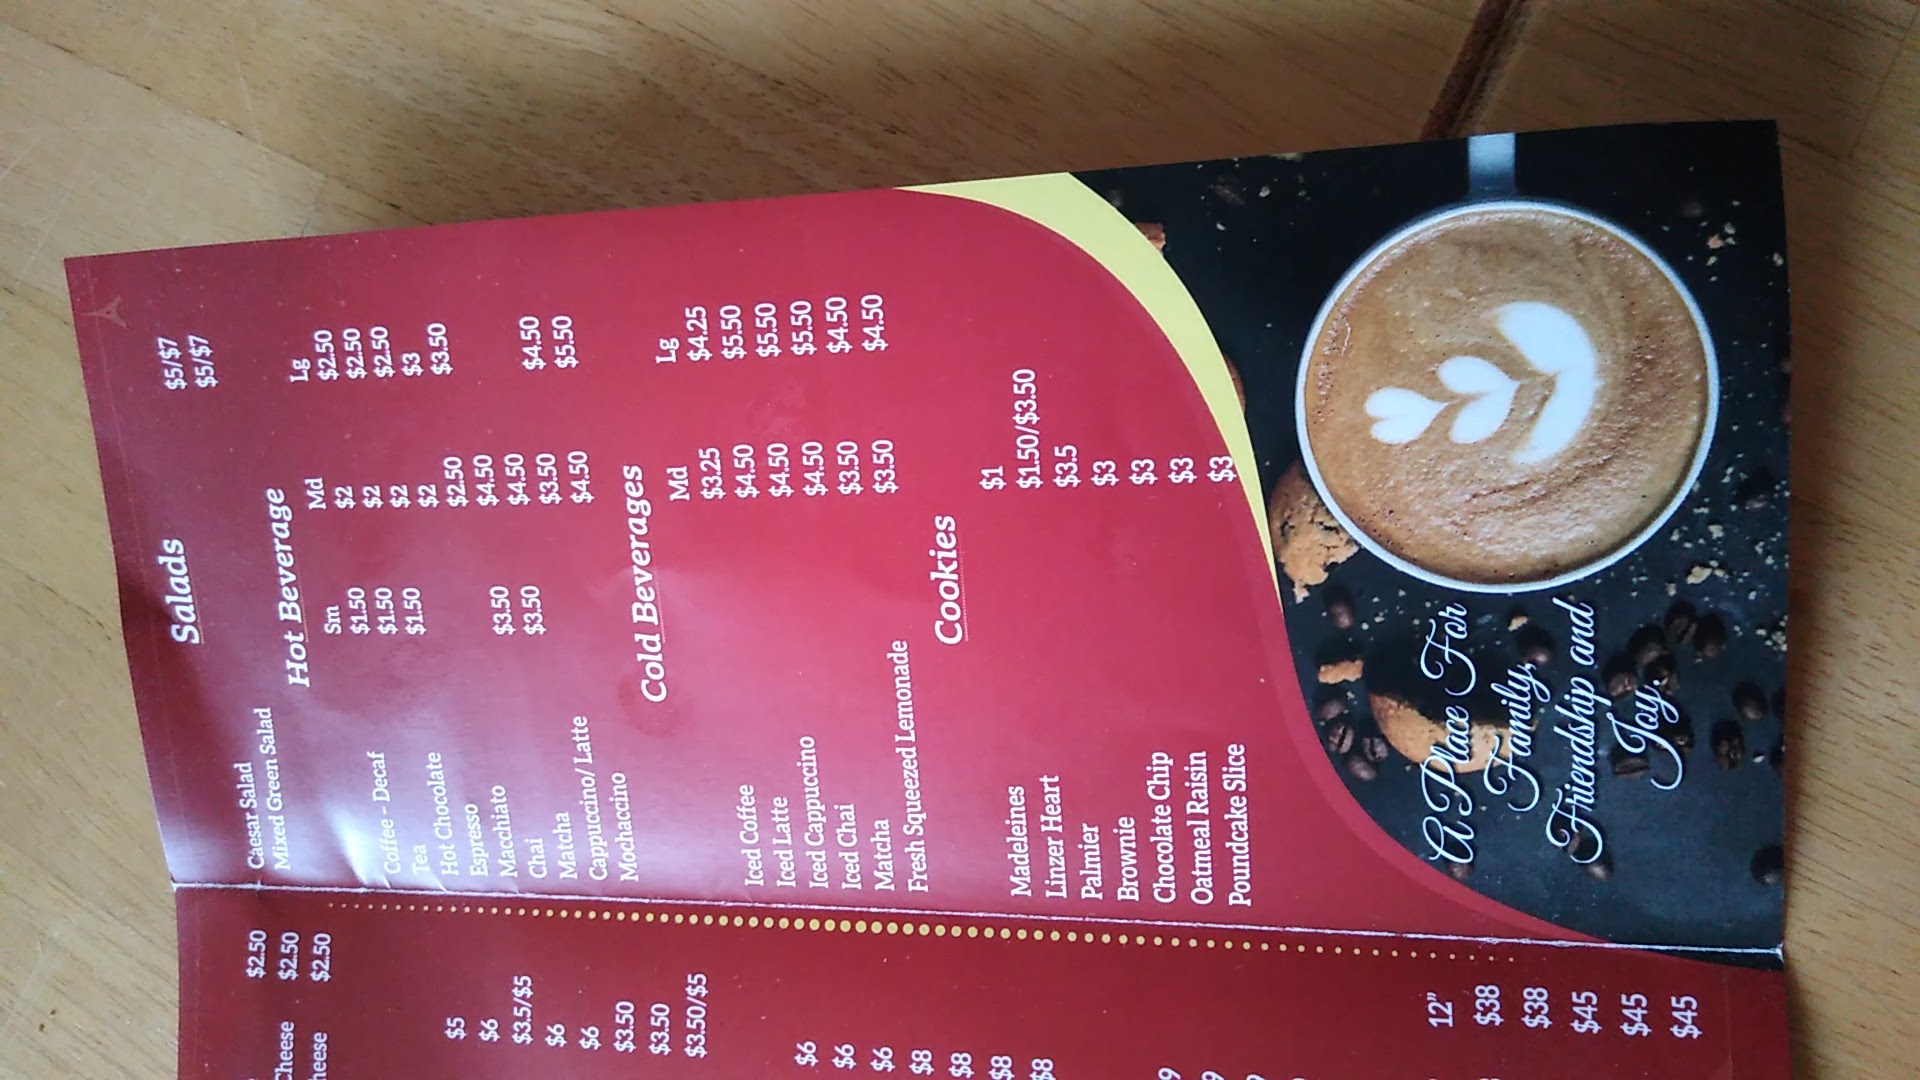 Salads
Caesar Salad $5/$7
Mixed Green Salad $5/$7
Hot Beverage
Sm Md Lg
Coffee - Decaf $1.50 $2 $2.50
Tea $1.50 $2 $2.50
Hot Chocolate $1.50 $2 $2.50
Espresso $2 $3
Macchiato $2.50 $3.50
Chai $3.50 $4.50
Matcha $3.50 $4.50
Cappuccino/ Latte $3.50 $4.50
Mochaccino $4.50 $5.50
Cold Beverages
Md Lg
Iced Coffee $3.25 $4.25
Iced Latte $4.50 $5.50
Iced Cappuccino $4.50 $5.50
Iced Chai $4.50 $5.50
Matcha $3.50 $4.50
Fresh Squeezed Lemonade $3.50 $4.50
Cookies
Madeleines $1
Linzer Heart $1.50/$3.50
Palmier $3.5
Brownie $3
Chocolate Chip $3
Oatmeal Raisin $3
Poundcake Slice $3
A Place For
Family,
Friendship and
Joy.
$2.50
Cheese $2.50
$2.50
$5
$6
$3.5/$5
$6
$6
$3.50
$3.50
$3.50/$5
$6
$6
$6
$8
$8
$8
$8
12"
$38
$38
$45
$45
$45